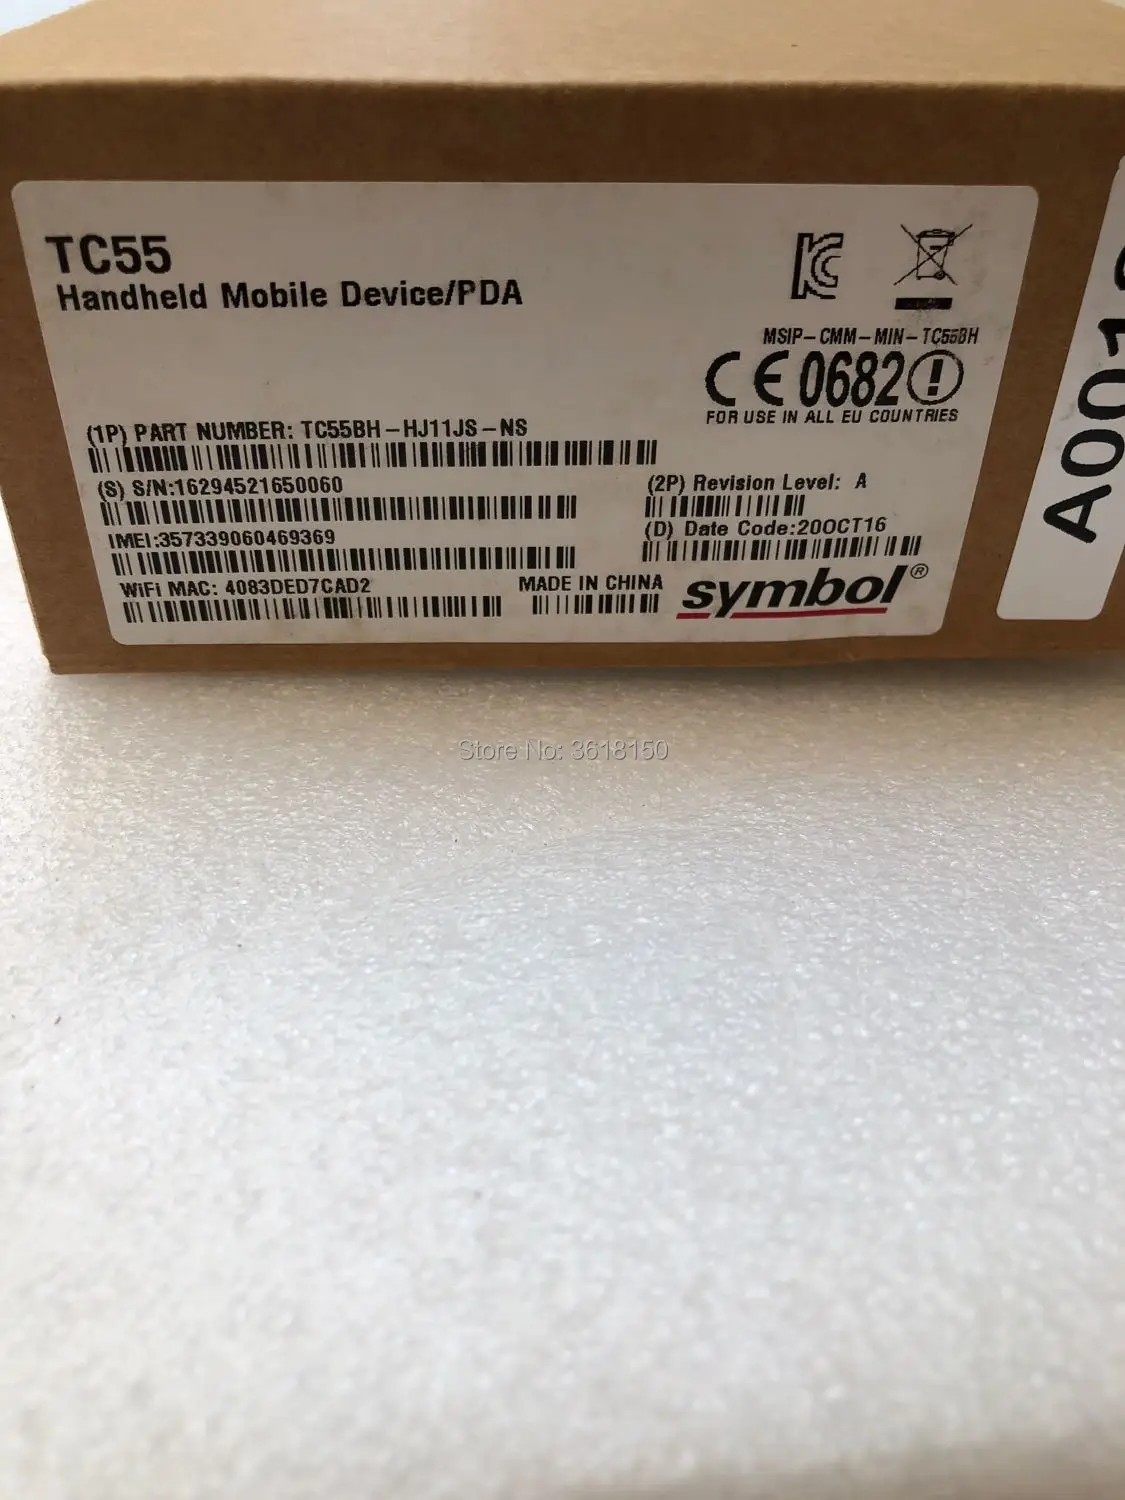 TC55
Handheld Mobile Device/PDA
MSIP-CMM-MIN-TC55BH
CE0682
FOR USE IN ALL EU COUNTRIES
(1P) PART NUMBER: TC55BH-HJ11JS-NS
(S) S/N:16294521650060
(2P) Revision Level: A
IMEI:357339060469369
(D) Date Code:20OCT16
WiFi MAC: 4083DED7CAD2
MADE IN CHINA
symbol®
Store No: 3618150